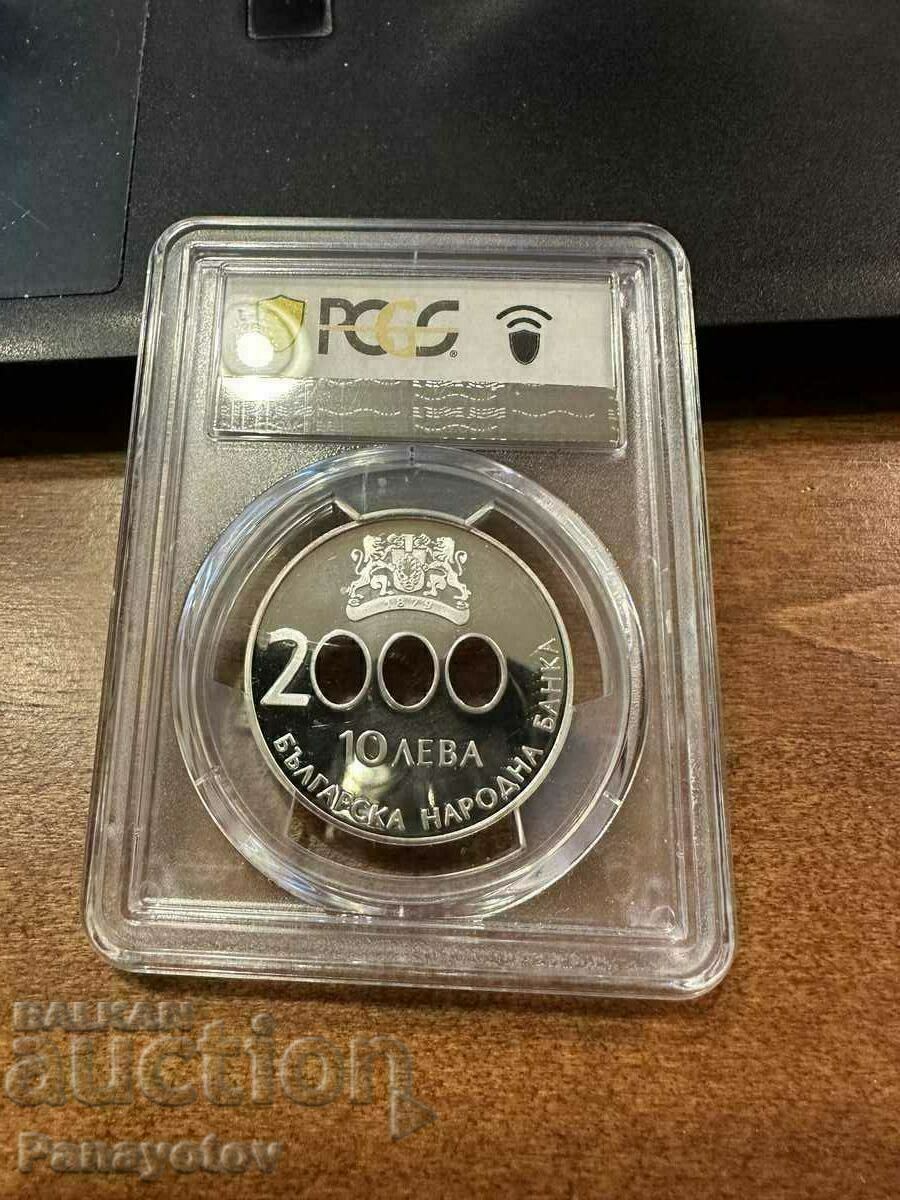 PCGS®
1879
2000
10 ЛЕВА
БЪЛГАРСКА НАРОДНА БАНКА
BALKAN
auction
Panayotov